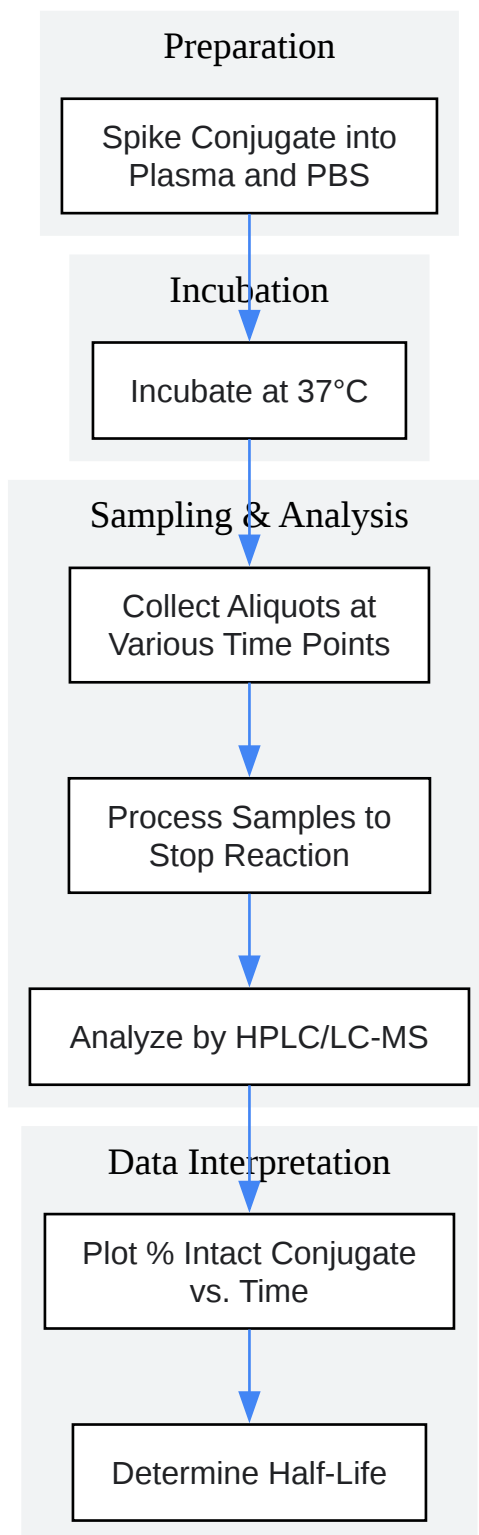 Preparation
Spike Conjugate into
Plasma and PBS
Incubation
Incubate at 37°C
Sampling & Analysis
Collect Aliquots at
Various Time Points
Process Samples to
Stop Reaction
Analyze by HPLC/LC-MS
Data Interpretation
Plot % Intact Conjugate
vs. Time
Determine Half-Life